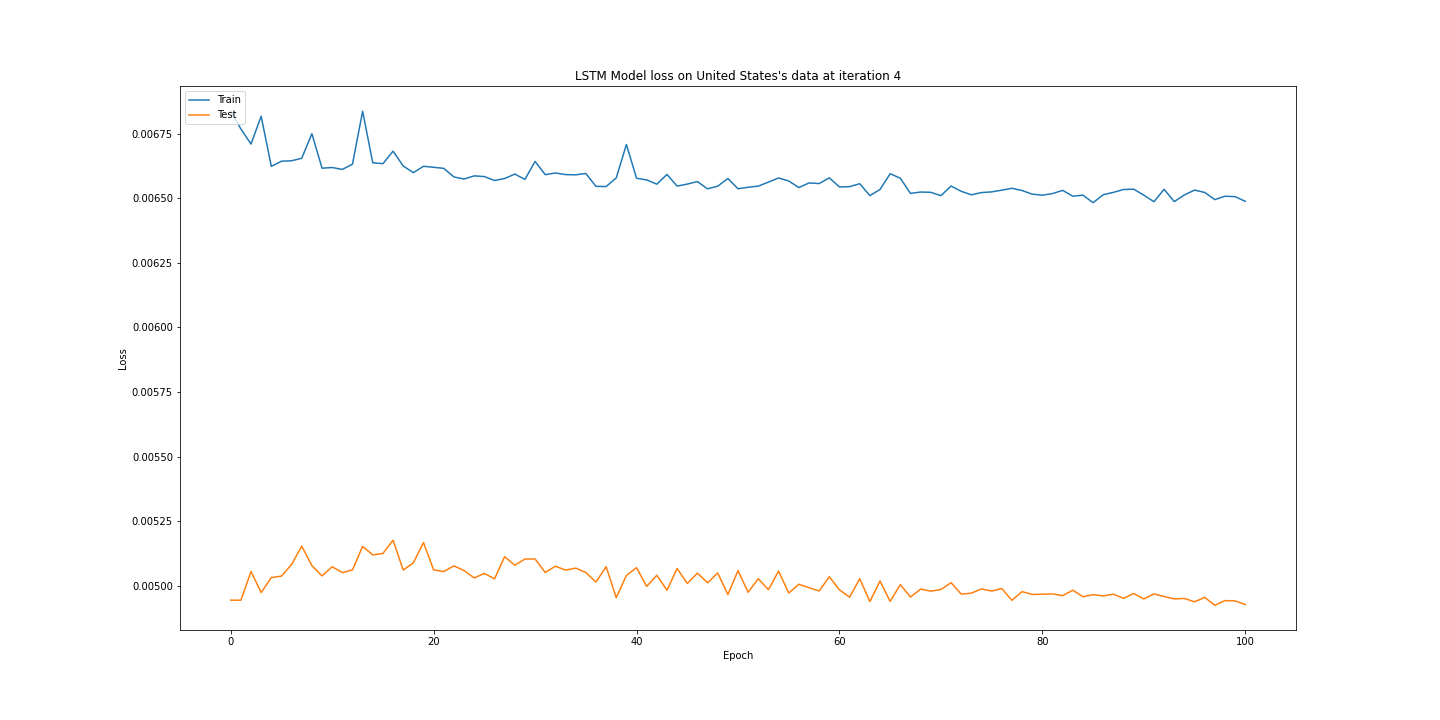 LSTM Model loss on United States's data at iteration 4
Train
Test
0.00675
0.00650
0.00625
0.00600
0.00575
0.00550
0.00525
0.00500
Loss
0 20 40 60 80 100
Epoch